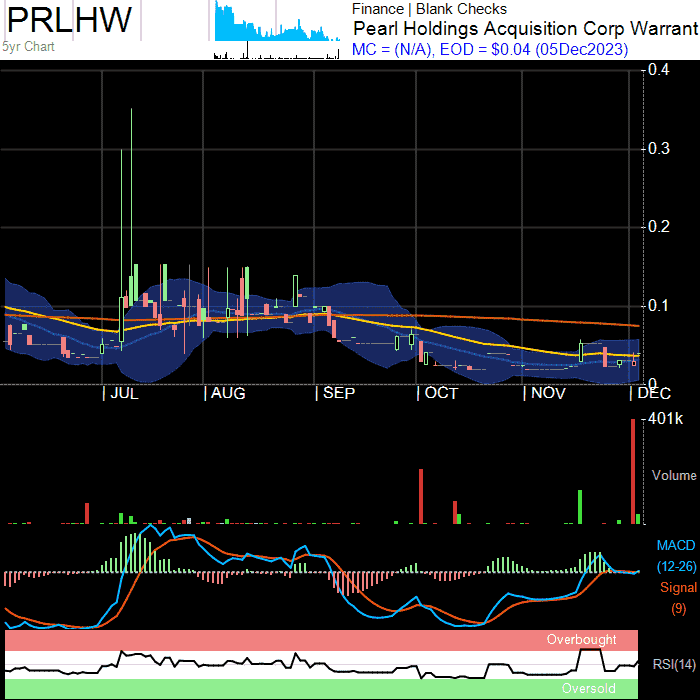 PRLHW
5yr Chart
Finance | Blank Checks
Pearl Holdings Acquisition Corp Warrant
MC = (N/A), EOD = $0.04 (05Dec2023)
0.4
0.3
0.2
0.1
0
JUL
AUG
SEP
OCT
NOV
DEC
401k
Volume
MACD
(12-26)
Signal
(9)
Overbought
RSI(14)
Oversold